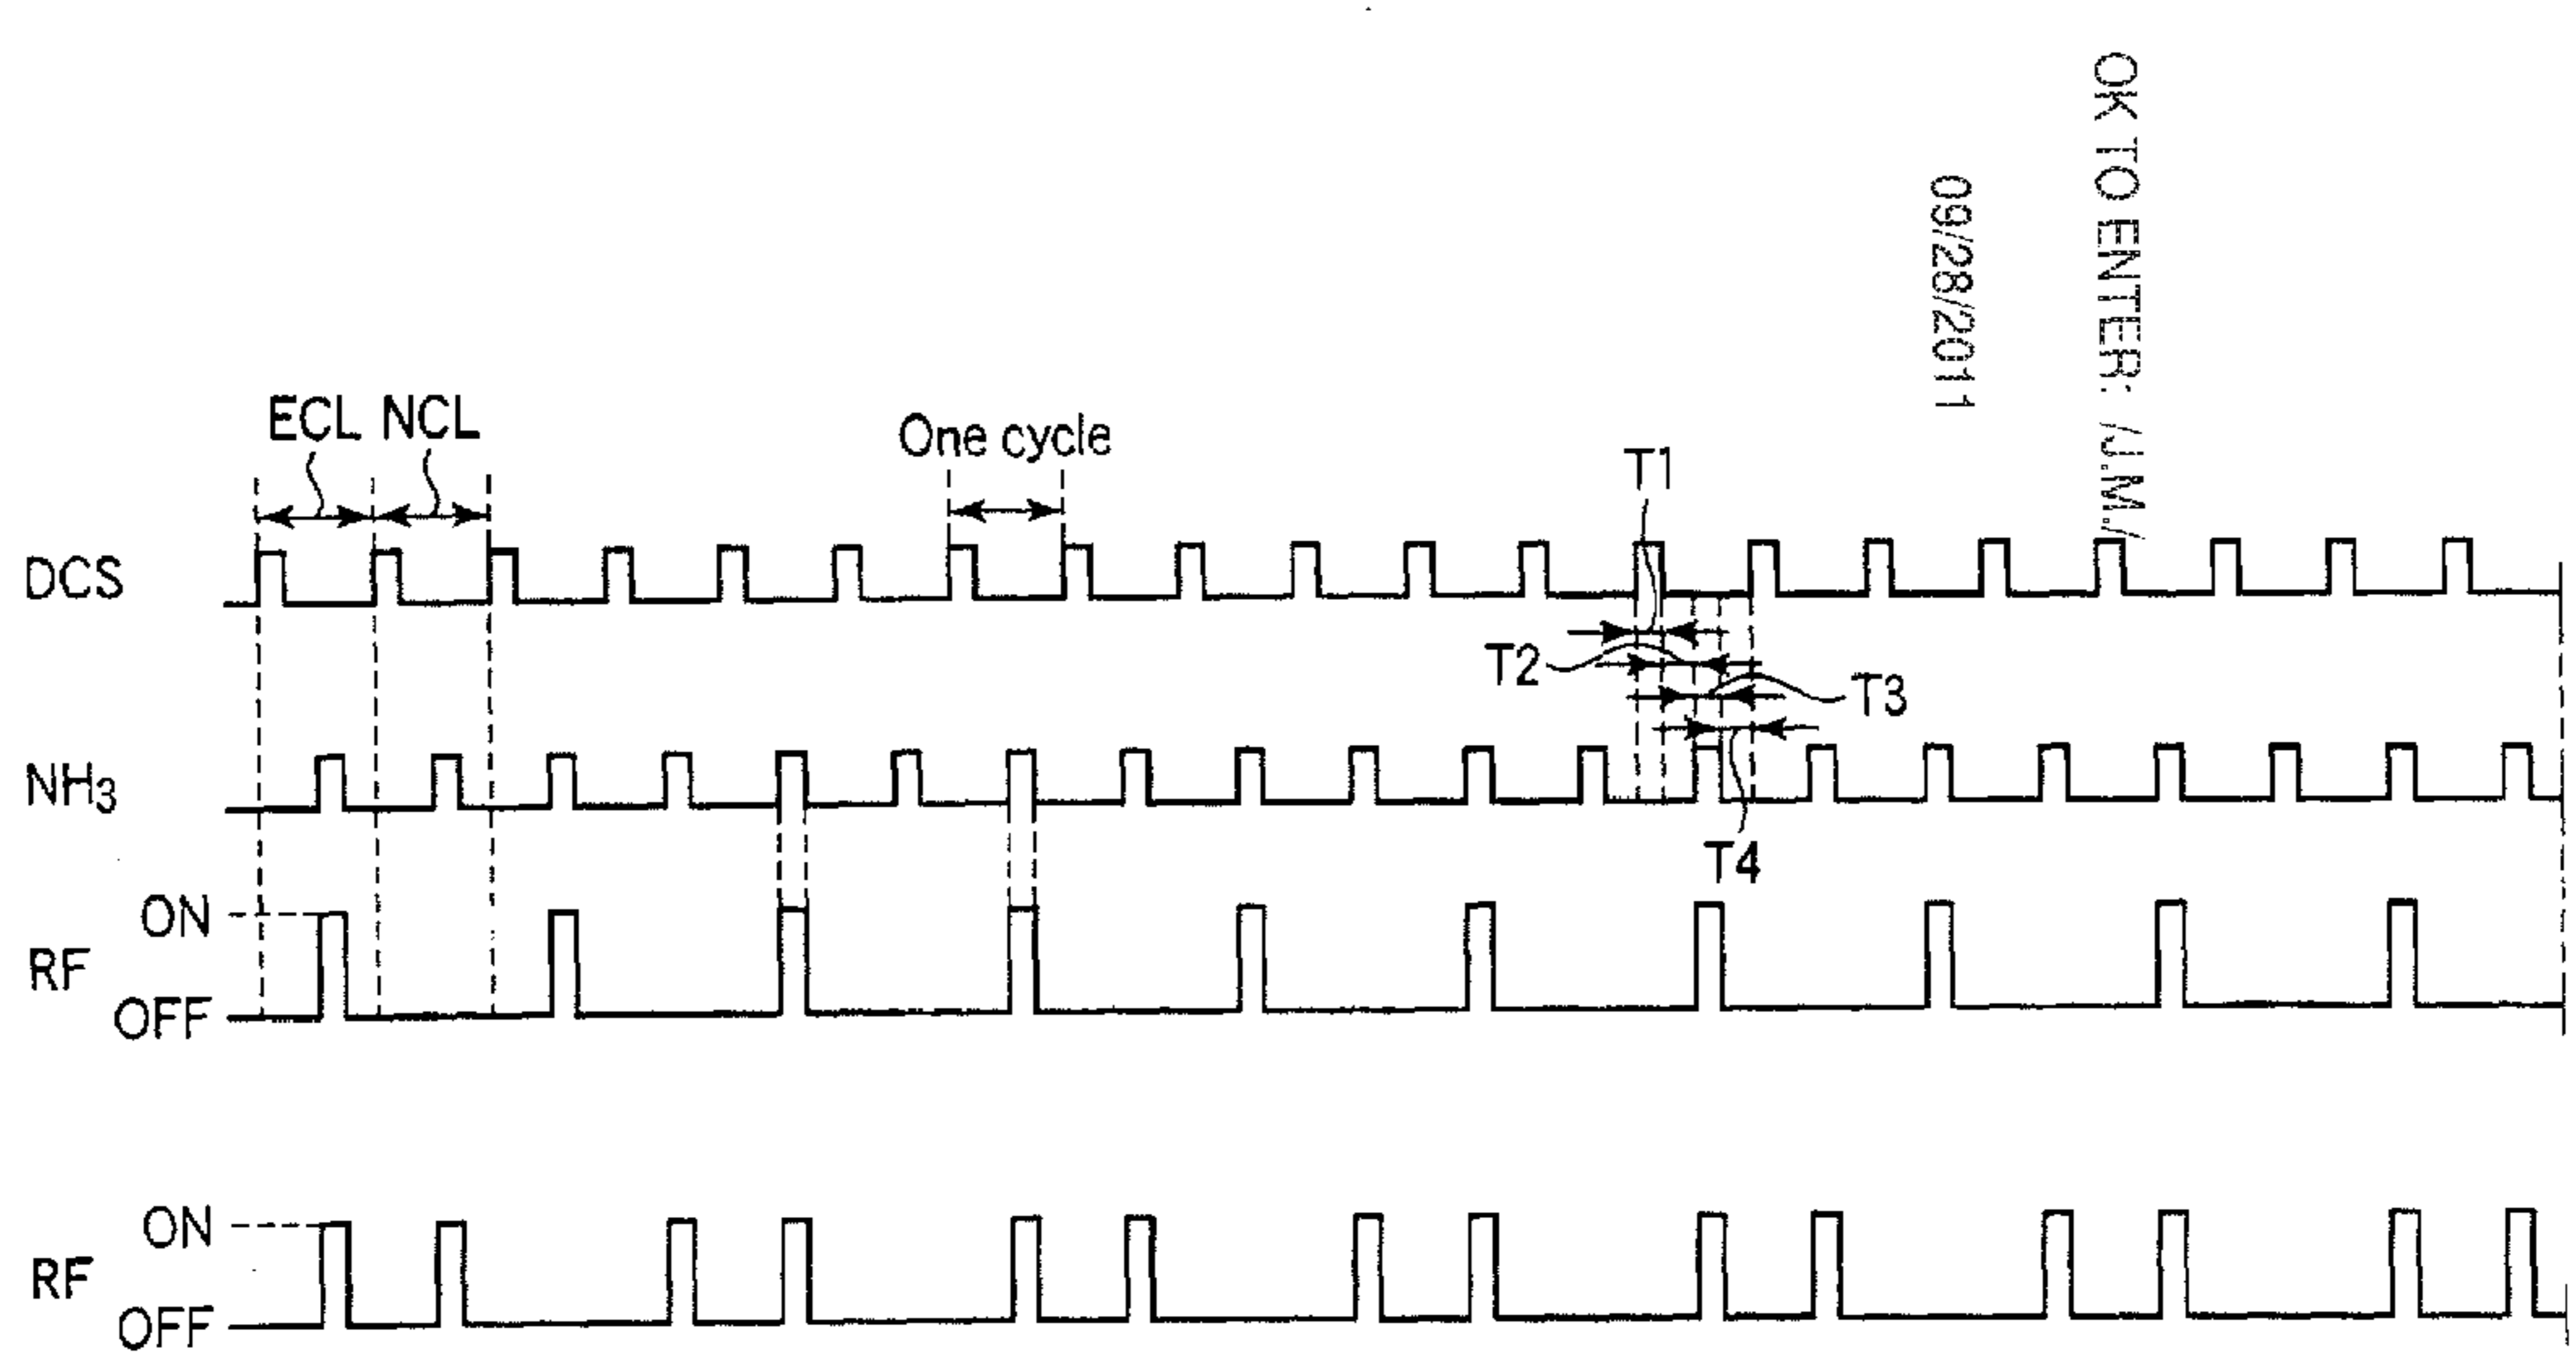 OK TO ENTER: /J.M./
09/28/2011
ECL NCL
One cycle
T1
DCS
T2
T3
NH₃
T4
ON
RF
OFF
ON
RF
OFF